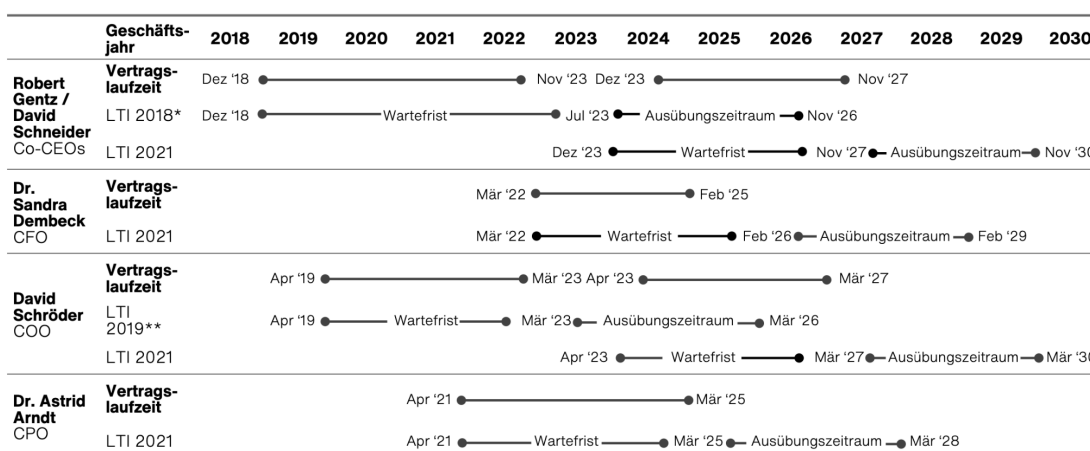 Geschäfts-
jahr 2018 2019 2020 2021 2022 2023 2024 2025 2026 2027 2028 2029 2030
Robert
Gentz /
David
Schneider
Co-CEOs
Vertrags-
laufzeit Dez ‘18 Nov ‘23 Dez ‘23 Nov ‘27
LTI 2018* Dez ‘18 Wartefrist Jul ‘23 Ausübungszeitraum Nov ‘26
LTI 2021 Dez ‘23 Wartefrist Nov ‘27 Ausübungszeitraum Nov ‘30
Dr.
Sandra
Dembeck
CFO
Vertrags-
laufzeit Mär ‘22 Feb ‘25
LTI 2021 Mär ‘22 Wartefrist Feb ‘26 Ausübungszeitraum Feb ‘29
David
Schröder
COO
Vertrags-
laufzeit Apr ‘19 Mär ‘23 Apr ‘23 Mär ‘27
LTI
2019** Apr ‘19 Wartefrist Mär ‘23 Ausübungszeitraum Mär ‘26
LTI 2021 Apr ‘23 Wartefrist Mär ‘27 Ausübungszeitraum Mär ‘30
Dr. Astrid
Arndt
CPO
Vertrags-
laufzeit Apr ‘21 Mär ‘25
LTI 2021 Apr ‘21 Wartefrist Mär ‘25 Ausübungszeitraum Mär ‘28